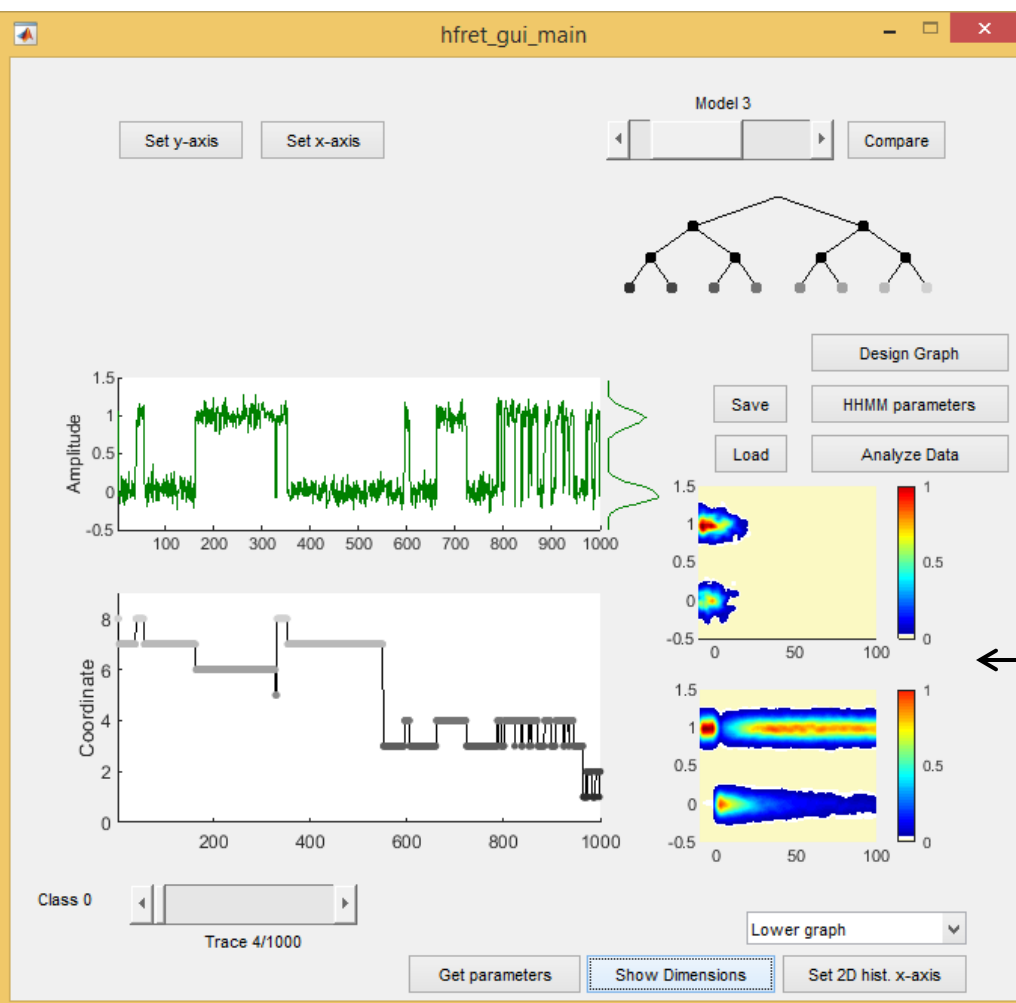 hfret_gui_main
Model 3
Set y-axis Set x-axis Compare
Design Graph
Save HHMM parameters
Load Analyze Data
Amplitude
1.5
1
0.5
0
-0.5
100 200 300 400 500 600 700 800 900 1000
1.5
1
0.5
0
-0.5
0 50 100
1
0.5
0
Coordinate
8
6
4
2
0
200 400 600 800 1000
1.5
1
0.5
0
-0.5
0 50 100
1
0.5
0
Class 0
Trace 4/1000
Lower graph
Get parameters Show Dimensions Set 2D hist. x-axis